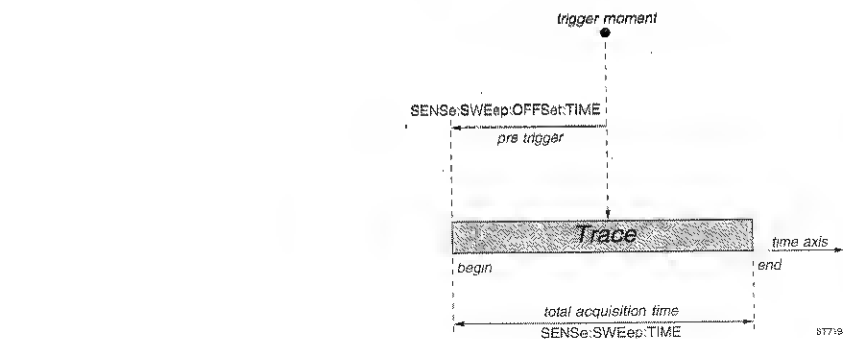 trigger moment
SENSe:SWEep:OFFSet:TIME
pre trigger
Trace
time axis
begin
end
total acquisition time
SENSe:SWEep:TIME